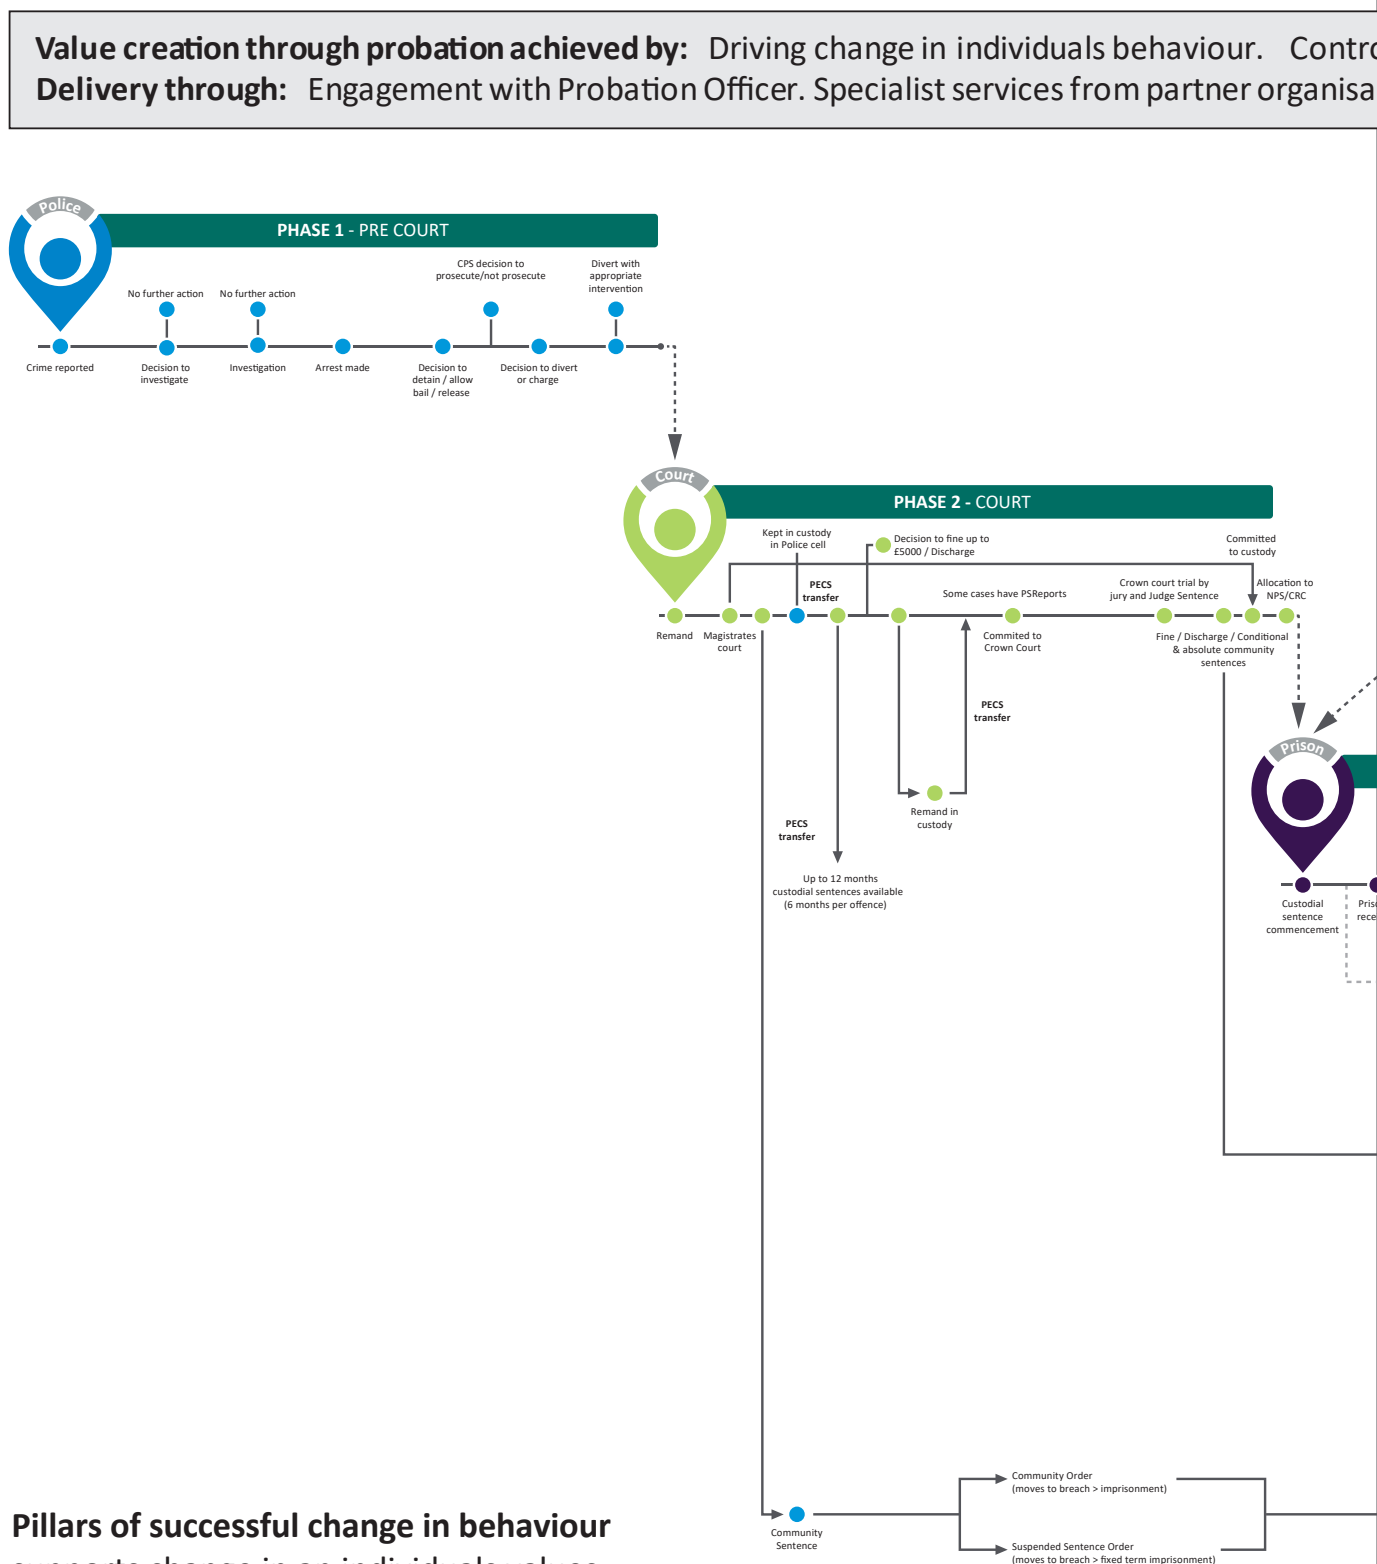 Value creation through probation achieved by: Driving change in individuals behaviour. Contro
Delivery through: Engagement with Probation Officer. Specialist services from partner organisa
Police
PHASE 1 - PRE COURT
CPS decision to
prosecute/not prosecute
Divert with
appropriate
intervention
No further action
No further action
Crime reported
Decision to
investigate
Investigation
Arrest made
Decision to
detain / allow
bail / release
Decision to divert
or charge
Court
PHASE 2 - COURT
Kept in custody
in Police cell
Decision to fine up to
£5000 / Discharge
Committed
to custody
PECS
transfer
Some cases have PSReports
Crown court trial by
jury and Judge Sentence
Allocation to
NPS/CRC
Remand
Magistrates
court
Commited to
Crown Court
Fine / Discharge / Conditional
& absolute community
sentences
PECS
transfer
Remand in
custody
PECS
transfer
Up to 12 months
custodial sentences available
(6 months per offence)
Prison
Custodial
sentence
commencement
Priso
rece
Community Order
(moves to breach > imprisonment)
Community
Sentence
Suspended Sentence Order
(moves to breach > fixed term imprisonment)
Pillars of successful change in behaviour
supports change in an individuals values